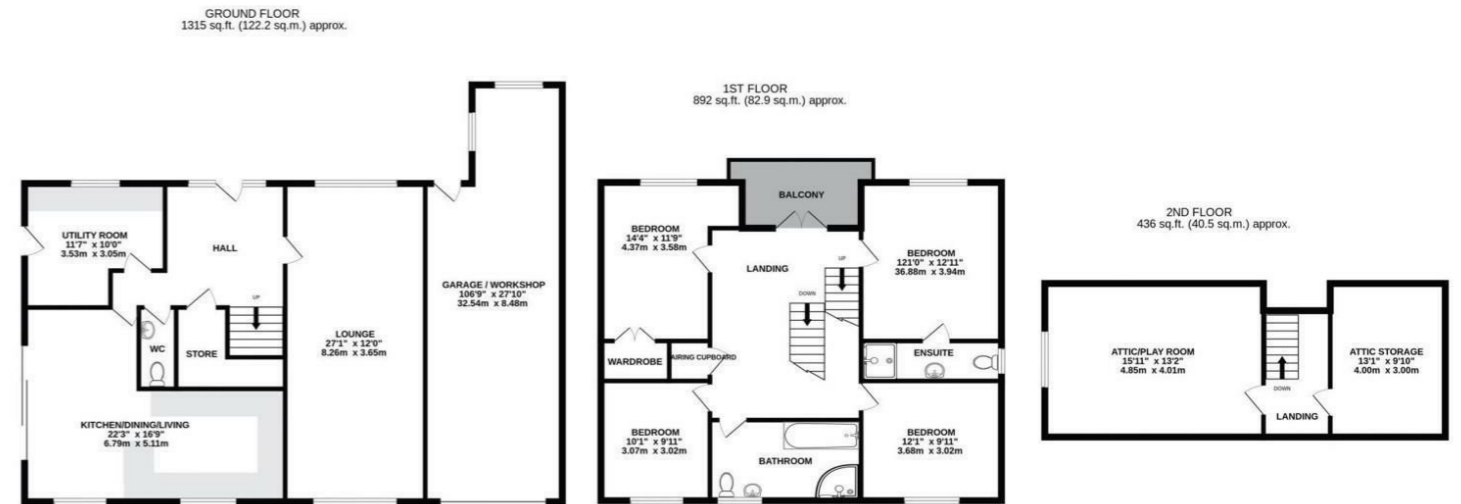 GROUND FLOOR
1315 sq.ft. (122.2 sq.m.) approx.
UTILITY ROOM
11'7" x 10'0"
3.53m x 3.05m
HALL
UP
WC
STORE
LOUNGE
27'1" x 12'0"
8.26m x 3.65m
GARAGE / WORKSHOP
106'9" x 27'10"
32.54m x 8.48m
KITCHEN/DINING/LIVING
22'3" x 16'9"
6.79m x 5.11m
1ST FLOOR
892 sq.ft. (82.9 sq.m.) approx.
BALCONY
BEDROOM
14'4" x 11'9"
4.37m x 3.58m
LANDING
UP
DOWN
BEDROOM
121'0" x 12'11"
36.88m x 3.94m
WARDROBE
AIRING CUPBOARD
ENSUITE
BEDROOM
10'1" x 9'11"
3.07m x 3.02m
BATHROOM
BEDROOM
12'1" x 9'11"
3.68m x 3.02m
2ND FLOOR
436 sq.ft. (40.5 sq.m.) approx.
ATTIC/PLAY ROOM
15'11" x 13'2"
4.85m x 4.01m
DOWN
LANDING
ATTIC STORAGE
13'1" x 9'10"
4.00m x 3.00m